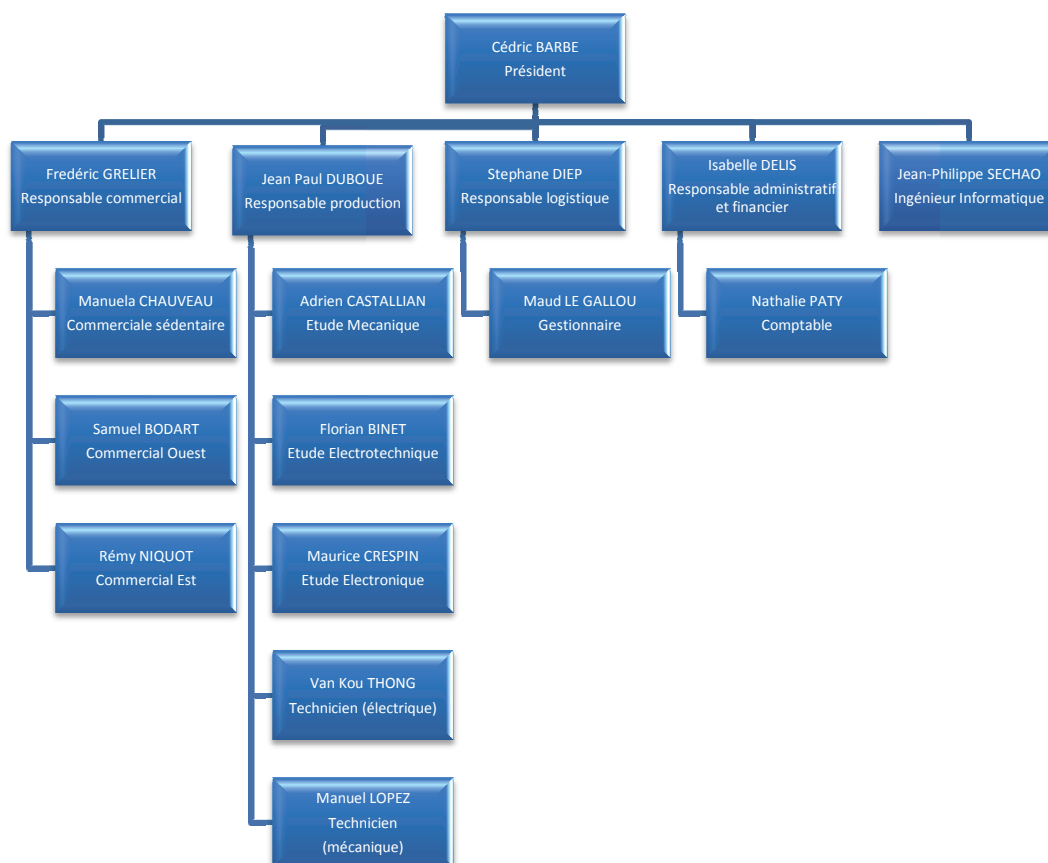 Cédric BARBE
Président
Fredéric GRELIER
Responsable commercial
Jean Paul DUBOUE
Responsable production
Stephane DIEP
Responsable logistique
Isabelle DELIS
Responsable administratif
et financier
Jean-Philippe SECHAO
Ingénieur Informatique
Manuela CHAUVEAU
Commerciale sédentaire
Adrien CASTALLIAN
Etude Mecanique
Maud LE GALLOU
Gestionnaire
Nathalie PATY
Comptable
Samuel BODART
Commercial Ouest
Florian BINET
Etude Electrotechnique
Rémy NIQUOT
Commercial Est
Maurice CRESPIN
Etude Electronique
Van Kou THONG
Technicien (électrique)
Manuel LOPEZ
Technicien
(mécanique)